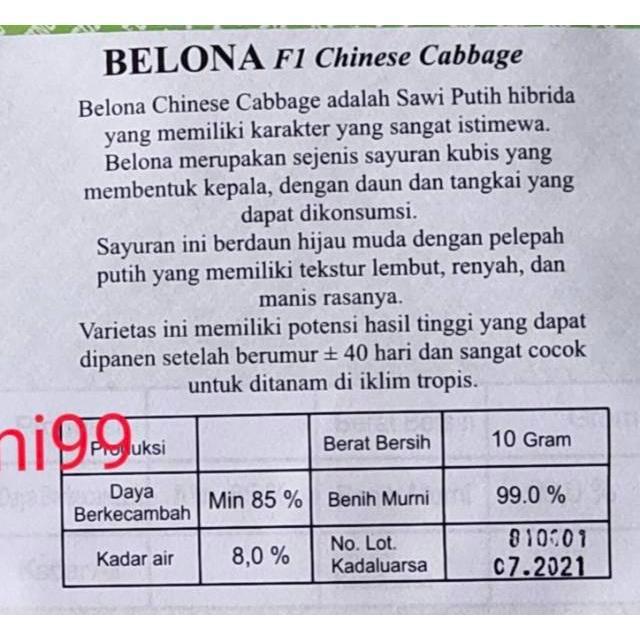 BELONA F1 Chinese Cabbage
Belona Chinese Cabbage adalah Sawi Putih hibrida
yang memiliki karakter yang sangat istimewa.
Belona merupakan sejenis sayuran kubis yang
membentuk kepala, dengan daun dan tangkai yang
dapat dikonsumsi.
Sayuran ini berdaun hijau muda dengan pelepah
putih yang memiliki tekstur lembut, renyah, dan
manis rasanya.
Varietas ini memiliki potensi hasil tinggi yang dapat
dipanen setelah berumur ± 40 hari dan sangat cocok
untuk ditanam di iklim tropis.
ni99
Produksi Berat Bersih 10 Gram
Daya Berkecambah Min 85 % Benih Murni 99.0 %
Kadar air 8,0 % No. Lot.
Kadaluarsa 07.2021